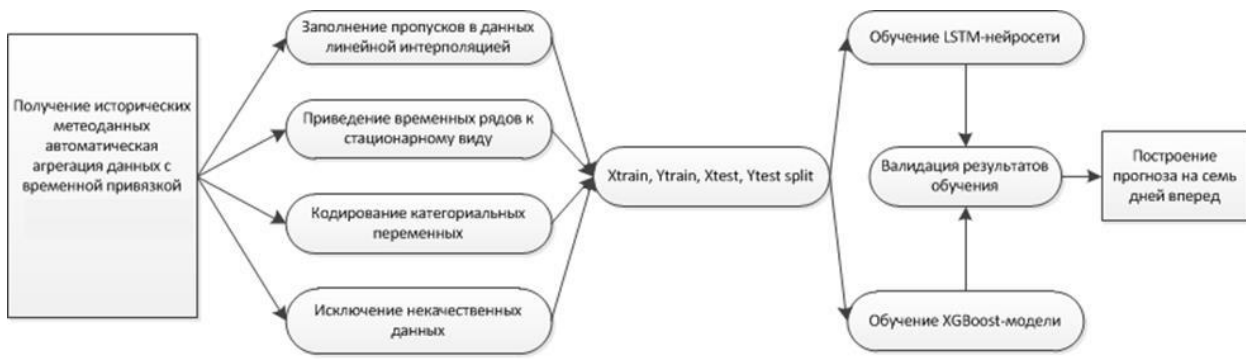 Получение исторических
метеоданных
автоматическая
агрегация данных с
временной привязкой
Заполнение пропусков в данных
линейной интерполяцией
Приведение временных рядов к
стационарному виду
Кодирование категориальных
переменных
Исключение некачественных
данных
Xtrain, Ytrain, Xtest, Ytest split
Обучение LSTM-нейросети
Валидация результатов
обучения
Обучение XGBoost-модели
Построение
прогноза на семь
дней вперед